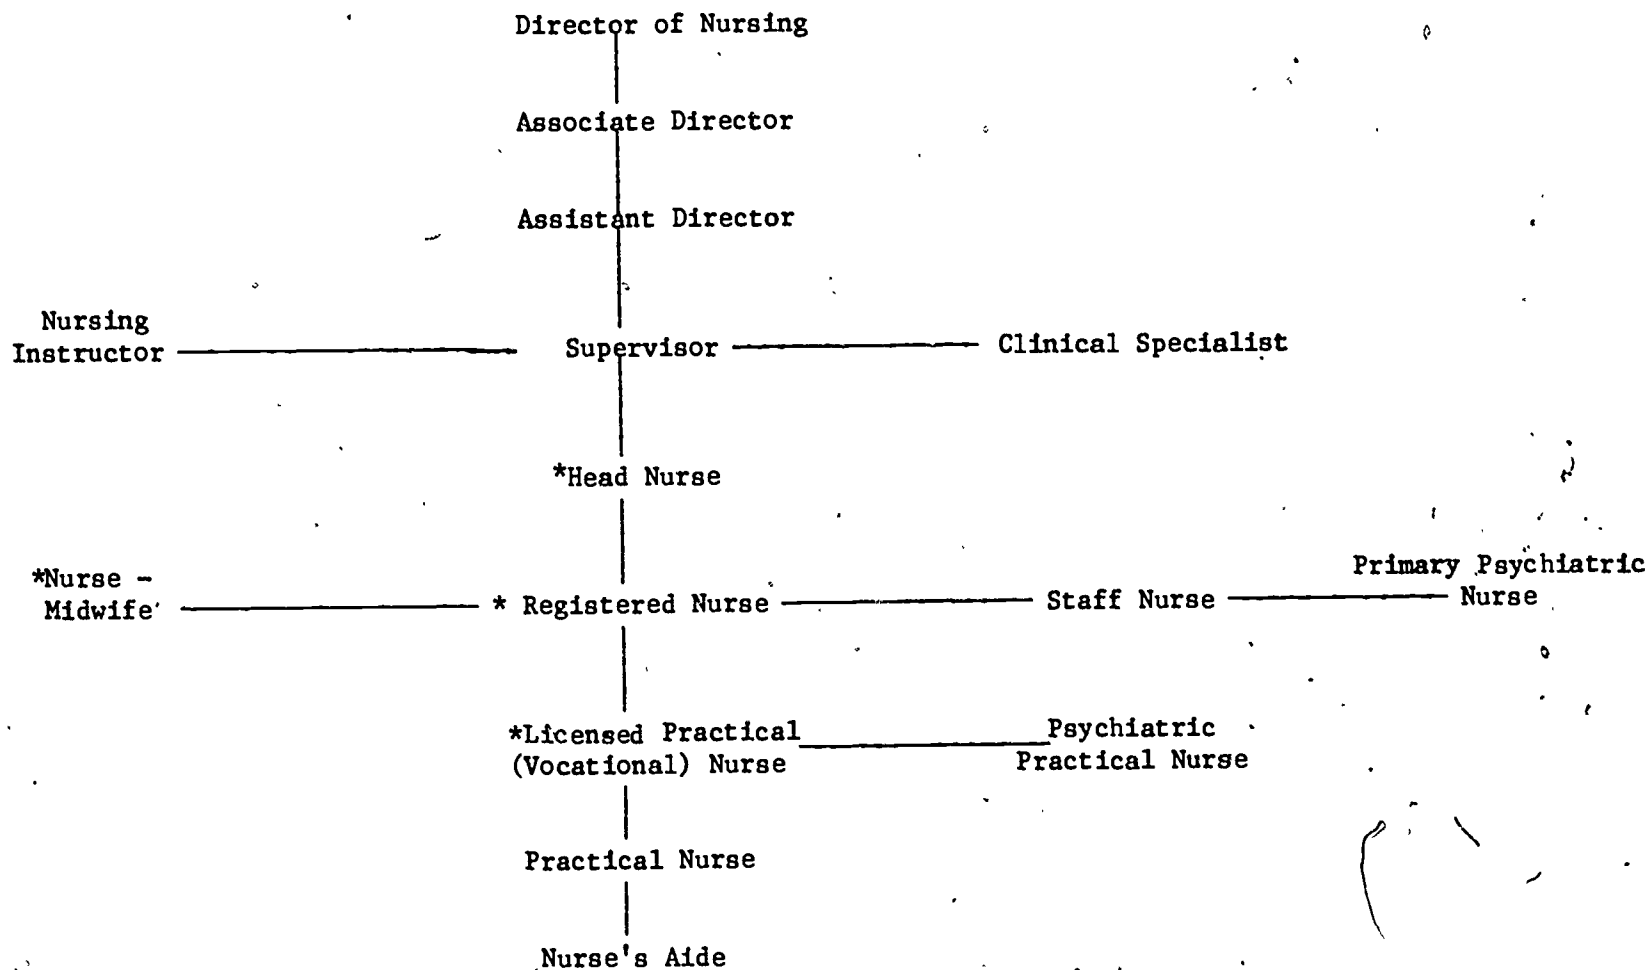 Director of Nursing
Associate Director
Assistant Director
Nursing
Instructor
Supervisor
Clinical Specialist
*Head Nurse
*Nurse -
Midwife
* Registered Nurse
Staff Nurse
Primary Psychiatric
Nurse
*Licensed Practical
(Vocational) Nurse
Psychiatric
Practical Nurse
Practical Nurse
Nurse's Aide